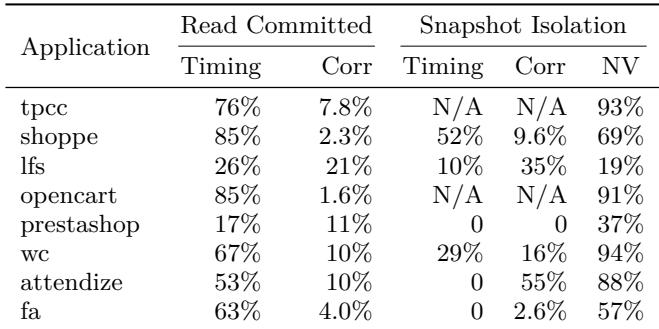 Application Read Committed Snapshot Isolation
Timing Corr Timing Corr NV
tpcc 76% 7.8% N/A N/A 93%
shoppe 85% 2.3% 52% 9.6% 69%
lfs 26% 21% 10% 35% 19%
opencart 85% 1.6% N/A N/A 91%
prestashop 17% 11% 0 0 37%
wc 67% 10% 29% 16% 94%
attendize 53% 10% 0 55% 88%
fa 63% 4.0% 0 2.6% 57%